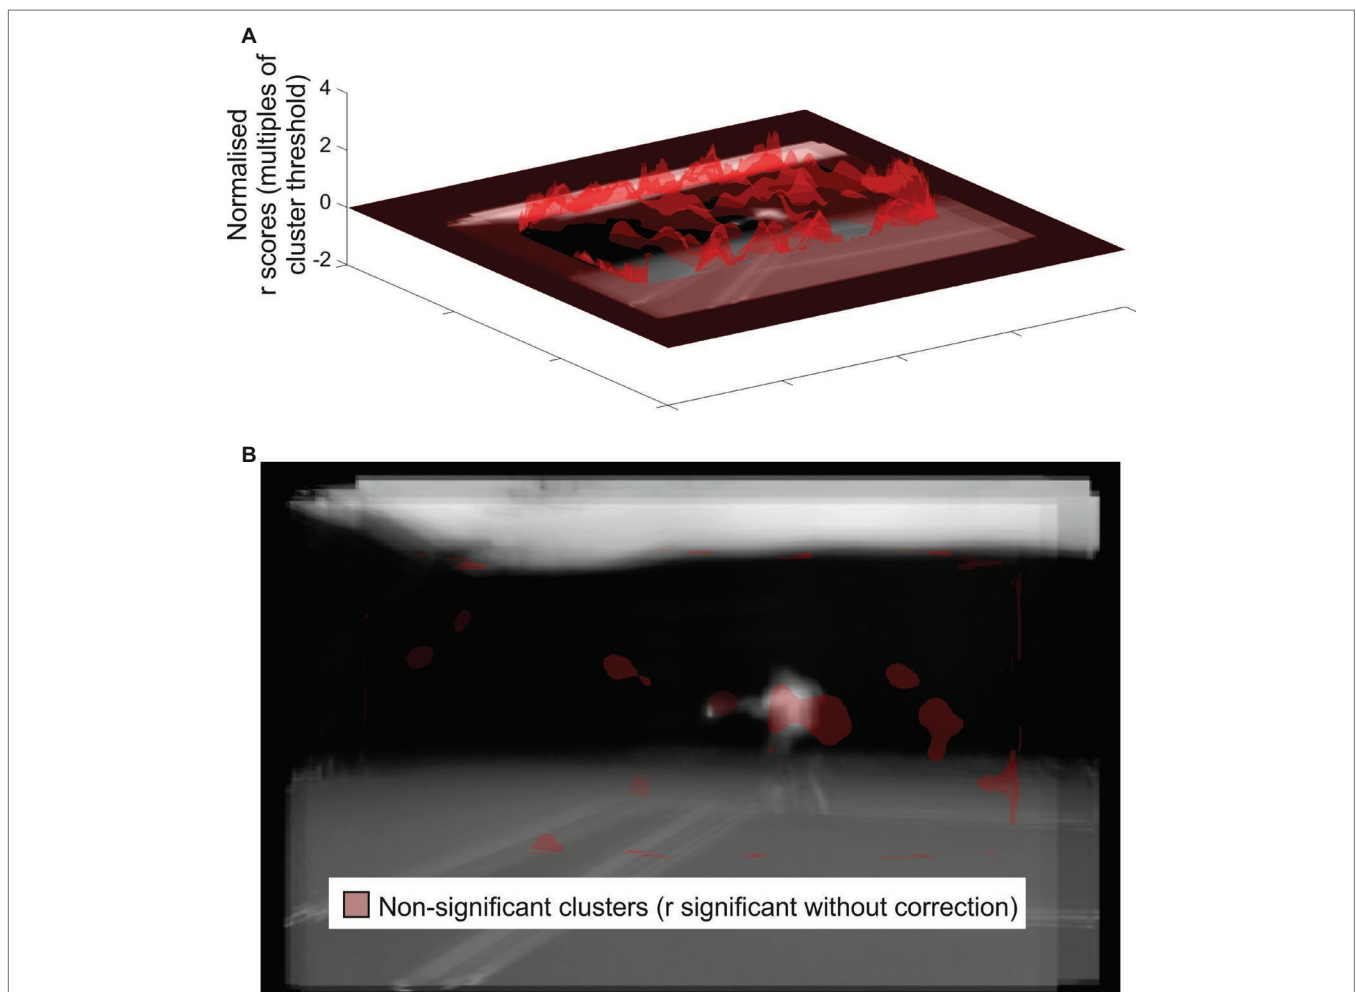 A
Normalised
r scores (multiples of
cluster threshold)
4
2
0
-2
B
Non-significant clusters (r significant without correction)